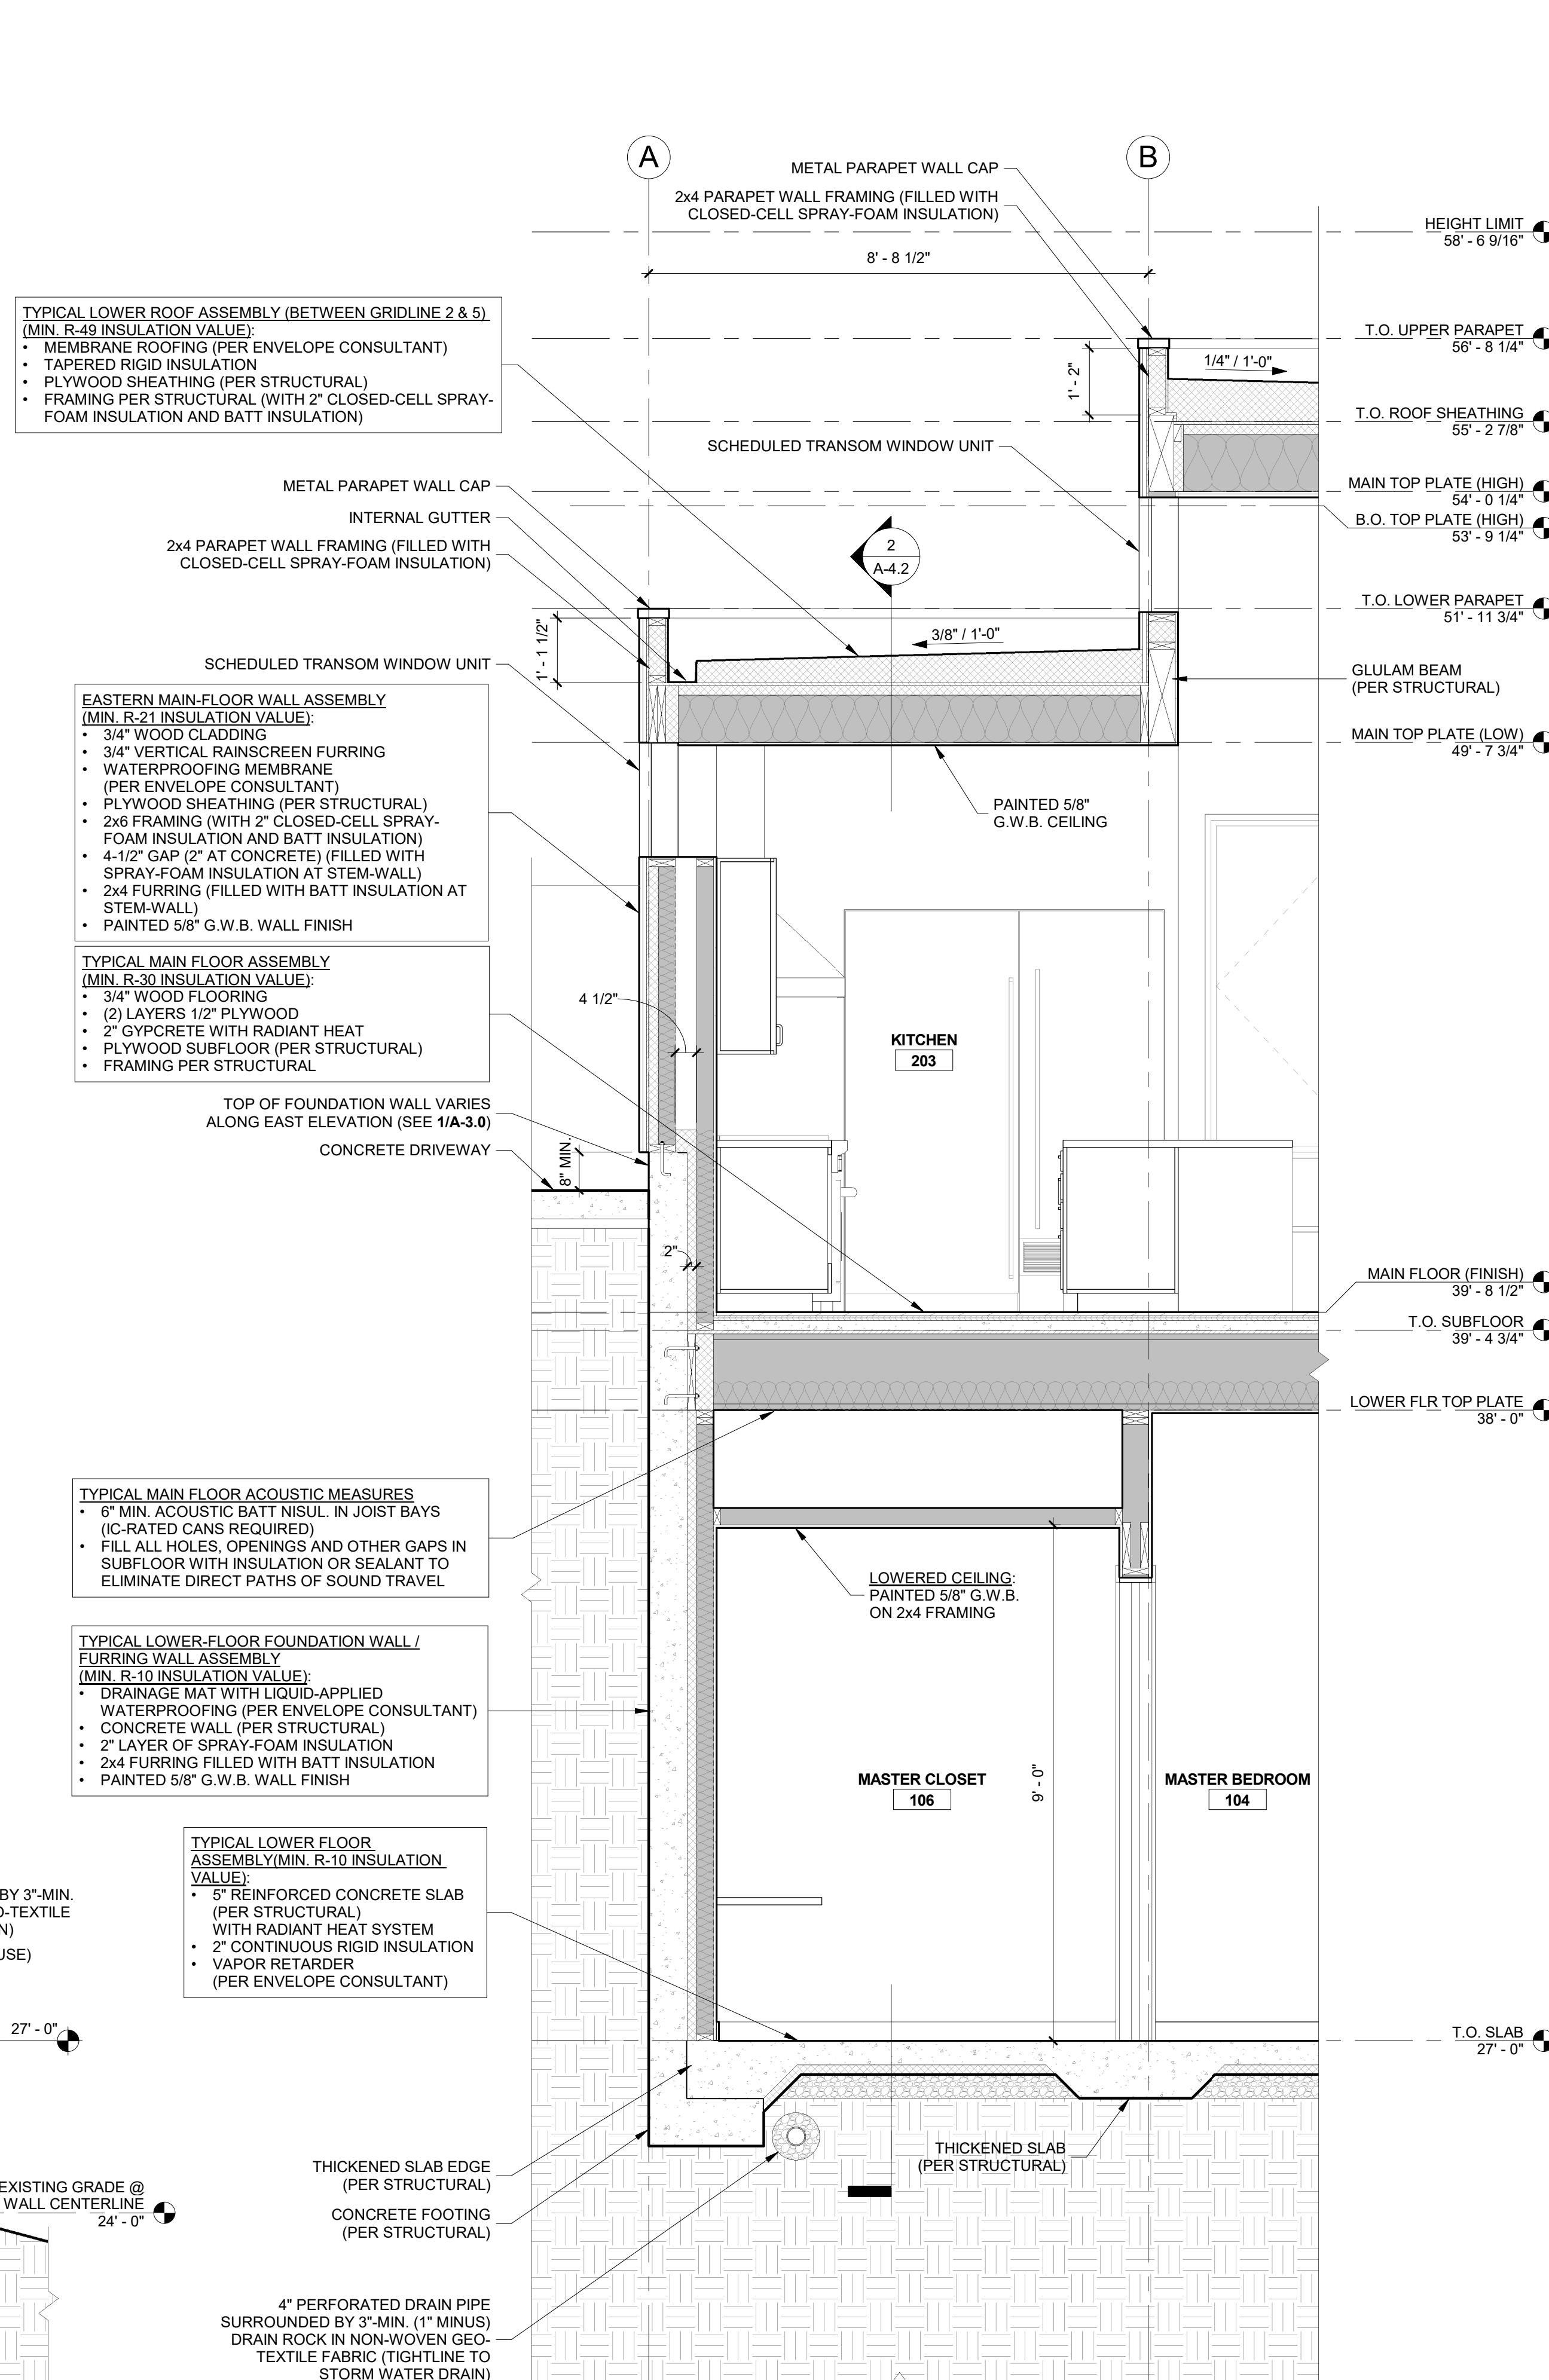 A
B
METAL PARAPET WALL CAP
2x4 PARAPET WALL FRAMING (FILLED WITH
CLOSED-CELL SPRAY-FOAM INSULATION)
HEIGHT LIMIT
58' - 6 9/16"
8' - 8 1/2"
TYPICAL LOWER ROOF ASSEMBLY (BETWEEN GRIDLINE 2 & 5)
(MIN. R-49 INSULATION VALUE):
• MEMBRANE ROOFING (PER ENVELOPE CONSULTANT)
• TAPERED RIGID INSULATION
• PLYWOOD SHEATHING (PER STRUCTURAL)
• FRAMING PER STRUCTURAL (WITH 2" CLOSED-CELL SPRAY-
FOAM INSULATION AND BATT INSULATION)
T.O. UPPER PARAPET
56' - 8 1/4"
1/4" / 1'-0"
1' - 2"
T.O. ROOF SHEATHING
55' - 2 7/8"
SCHEDULED TRANSOM WINDOW UNIT
METAL PARAPET WALL CAP
INTERNAL GUTTER
2x4 PARAPET WALL FRAMING (FILLED WITH
CLOSED-CELL SPRAY-FOAM INSULATION)
MAIN TOP PLATE (HIGH)
54' - 0 1/4"
B.O. TOP PLATE (HIGH)
53' - 9 1/4"
2
A-4.2
T.O. LOWER PARAPET
51' - 11 3/4"
1' - 1 1/2"
3/8" / 1'-0"
SCHEDULED TRANSOM WINDOW UNIT
GLULAM BEAM
(PER STRUCTURAL)
MAIN TOP PLATE (LOW)
49' - 7 3/4"
EASTERN MAIN-FLOOR WALL ASSEMBLY
(MIN. R-21 INSULATION VALUE):
• 3/4" WOOD CLADDING
• 3/4" VERTICAL RAINSCREEN FURRING
• WATERPROOFING MEMBRANE
(PER ENVELOPE CONSULTANT)
• PLYWOOD SHEATHING (PER STRUCTURAL)
• 2x6 FRAMING (WITH 2" CLOSED-CELL SPRAY-
FOAM INSULATION AND BATT INSULATION)
• 4-1/2" GAP (2" AT CONCRETE) (FILLED WITH
SPRAY-FOAM INSULATION AT STEM-WALL)
• 2x4 FURRING (FILLED WITH BATT INSULATION AT
STEM-WALL)
• PAINTED 5/8" G.W.B. WALL FINISH
PAINTED 5/8"
G.W.B. CEILING
TYPICAL MAIN FLOOR ASSEMBLY
(MIN. R-30 INSULATION VALUE):
• 3/4" WOOD FLOORING
• (2) LAYERS 1/2" PLYWOOD
• 2" GYPCRETE WITH RADIANT HEAT
• PLYWOOD SUBFLOOR (PER STRUCTURAL)
• FRAMING PER STRUCTURAL
4 1/2"
KITCHEN
203
TOP OF FOUNDATION WALL VARIES
ALONG EAST ELEVATION (SEE 1/A-3.0)
CONCRETE DRIVEWAY
8" MIN.
2"
MAIN FLOOR (FINISH)
39' - 8 1/2"
T.O. SUBFLOOR
39' - 4 3/4"
LOWER FLR TOP PLATE
38' - 0"
TYPICAL MAIN FLOOR ACOUSTIC MEASURES
• 6" MIN. ACOUSTIC BATT NISUL. IN JOIST BAYS
(IC-RATED CANS REQUIRED)
• FILL ALL HOLES, OPENINGS AND OTHER GAPS IN
SUBFLOOR WITH INSULATION OR SEALANT TO
ELIMINATE DIRECT PATHS OF SOUND TRAVEL
LOWERED CEILING:
PAINTED 5/8" G.W.B.
ON 2x4 FRAMING
TYPICAL LOWER-FLOOR FOUNDATION WALL /
FURRING WALL ASSEMBLY
(MIN. R-10 INSULATION VALUE):
• DRAINAGE MAT WITH LIQUID-APPLIED
WATERPROOFING (PER ENVELOPE CONSULTANT)
• CONCRETE WALL (PER STRUCTURAL)
• 2" LAYER OF SPRAY-FOAM INSULATION
• 2x4 FURRING FILLED WITH BATT INSULATION
• PAINTED 5/8" G.W.B. WALL FINISH
MASTER CLOSET
106
9' - 0"
MASTER BEDROOM
104
TYPICAL LOWER FLOOR
ASSEMBLY(MIN. R-10 INSULATION
VALUE):
• 5" REINFORCED CONCRETE SLAB
(PER STRUCTURAL)
WITH RADIANT HEAT SYSTEM
• 2" CONTINUOUS RIGID INSULATION
• VAPOR RETARDER
(PER ENVELOPE CONSULTANT)
BY 3"-MIN.
O-TEXTILE
N)
USE)
27' - 0"
T.O. SLAB
27' - 0"
THICKENED SLAB
(PER STRUCTURAL)
THICKENED SLAB EDGE
(PER STRUCTURAL)
CONCRETE FOOTING
(PER STRUCTURAL)
EXISTING GRADE @
WALL CENTERLINE
24' - 0"
4" PERFORATED DRAIN PIPE
SURROUNDED BY 3"-MIN. (1" MINUS)
DRAIN ROCK IN NON-WOVEN GEO-
TEXTILE FABRIC (TIGHTLINE TO
STORM WATER DRAIN)